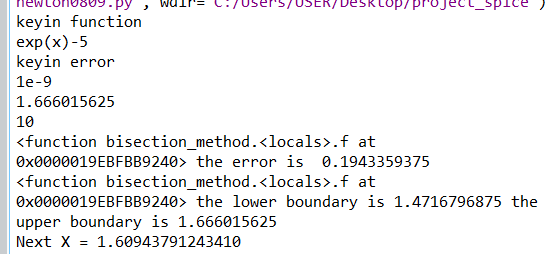 newton0809.py , wdir= C:/Users/USER/Desktop/project_spice )
keyin function
exp(x)-5
keyin error
1e-9
1.666015625
10
<function bisection_method.<locals>.f at
0x0000019EBFBB9240> the error is  0.1943359375
<function bisection_method.<locals>.f at
0x0000019EBFBB9240> the lower boundary is 1.4716796875 the
upper boundary is 1.666015625
Next X = 1.60943791243410